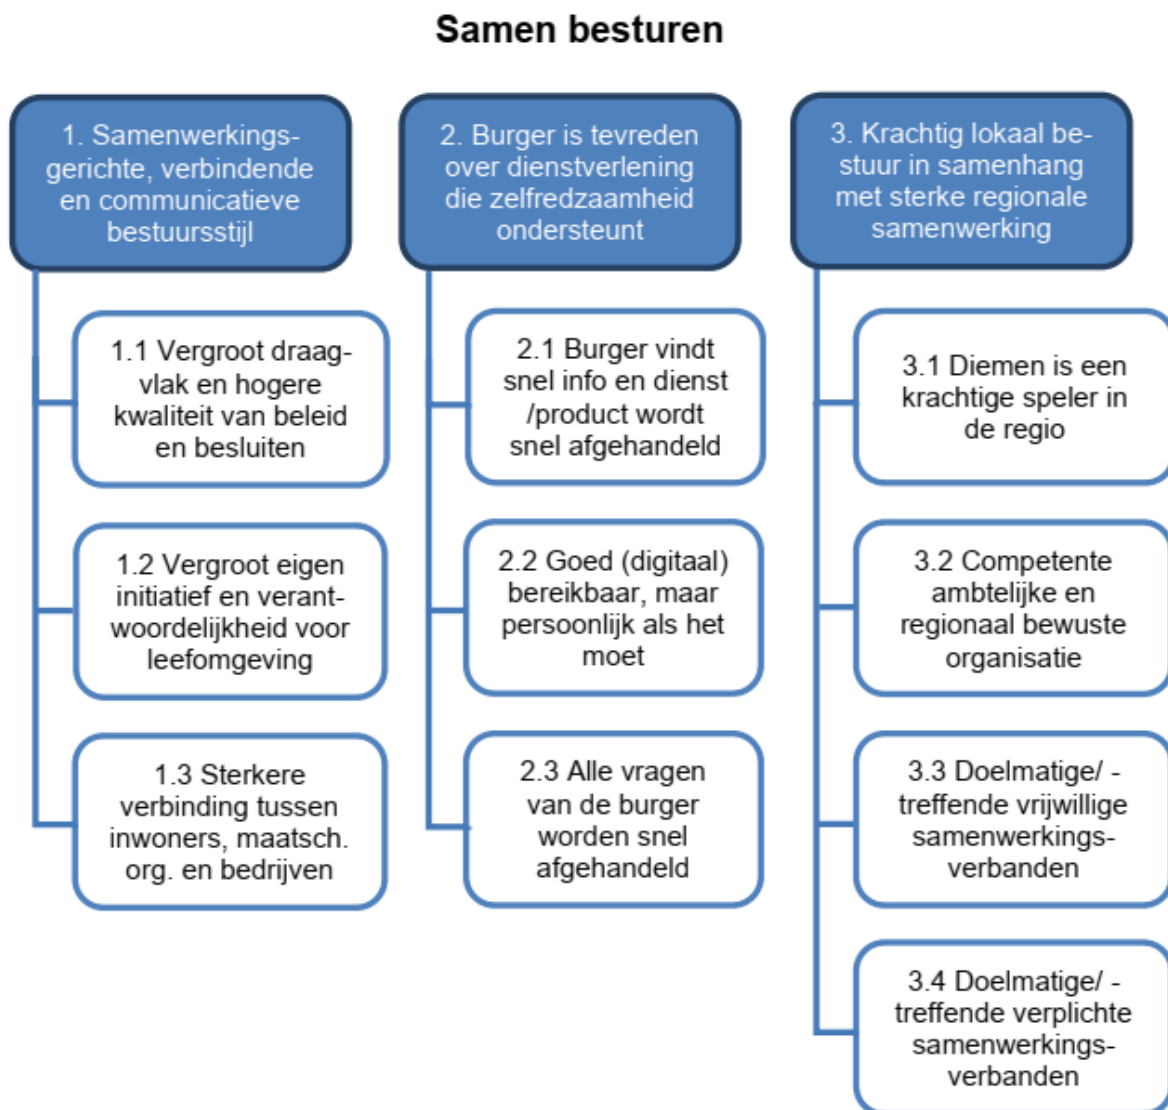 Samen besturen
1. Samenwerkings-
gerichte, verbindende
en communicatieve
bestuursstijl
1.1 Vergroot draag-
vlak en hogere
kwaliteit van beleid
en besluiten
1.2 Vergroot eigen
initiatief en verant-
woordelijkheid voor
leefomgeving
1.3 Sterkere
verbinding tussen
inwoners, maatsch.
org. en bedrijven
2. Burger is tevreden
over dienstverlening
die zelfredzaamheid
ondersteunt
2.1 Burger vindt
snel info en dienst
/product wordt
snel afgehandeld
2.2 Goed (digitaal)
bereikbaar, maar
persoonlijk als het
moet
2.3 Alle vragen
van de burger
worden snel
afgehandeld
3. Krachtig lokaal be-
stuur in samenhang
met sterke regionale
samenwerking
3.1 Diemen is een
krachtige speler in
de regio
3.2 Competente
ambtelijke en
regionaal bewuste
organisatie
3.3 Doelmatige/ -
treffende vrijwillige
samenwerkings-
verbanden
3.4 Doelmatige/ -
treffende verplichte
samenwerkings-
verbanden